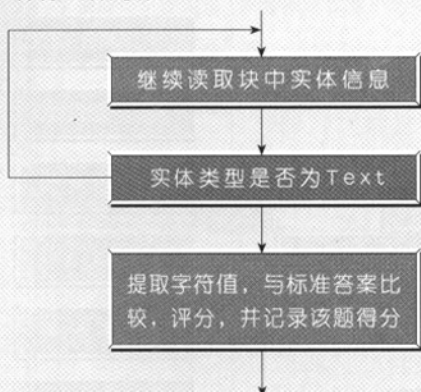 继续读取块中实体信息
实体类型是否为Text
提取字符值，与标准答案比
较，评分，并记录该题得分